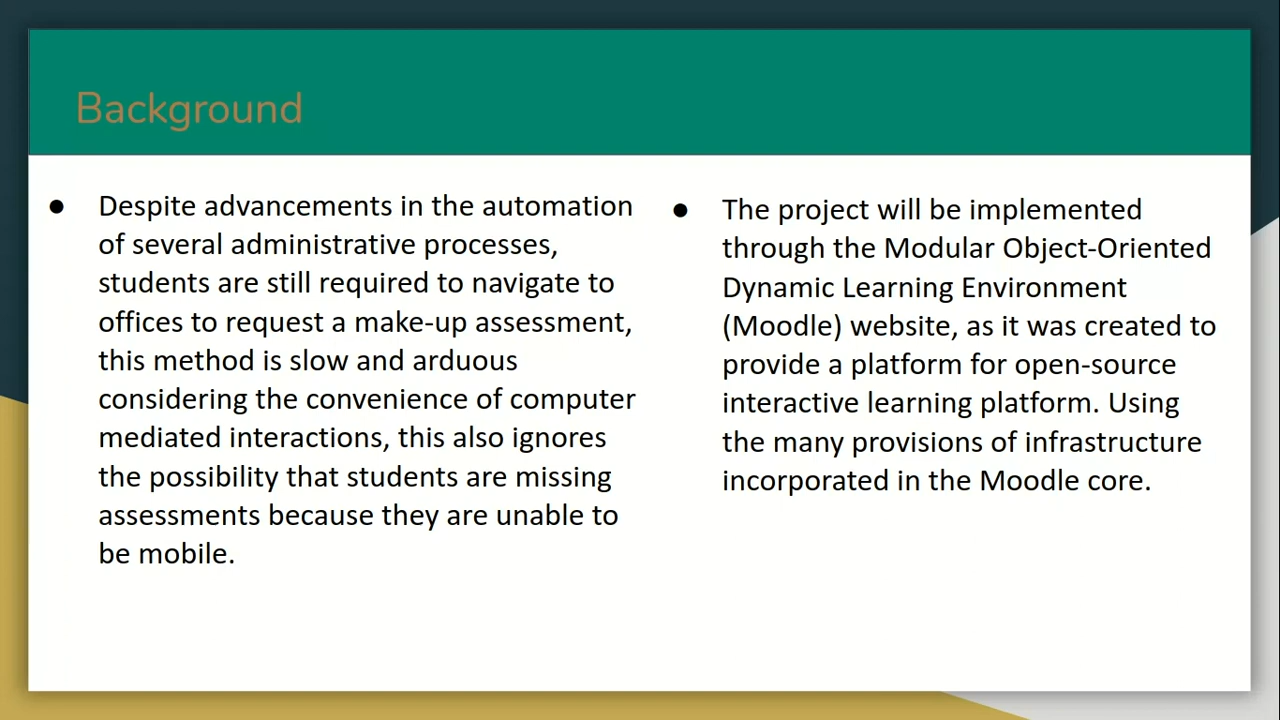 Background
● Despite advancements in the automation
of several administrative processes,
students are still required to navigate to
offices to request a make-up assessment,
this method is slow and arduous
considering the convenience of computer
mediated interactions, this also ignores
the possibility that students are missing
assessments because they are unable to
be mobile.
● The project will be implemented
through the Modular Object-Oriented
Dynamic Learning Environment
(Moodle) website, as it was created to
provide a platform for open-source
interactive learning platform. Using
the many provisions of infrastructure
incorporated in the Moodle core.